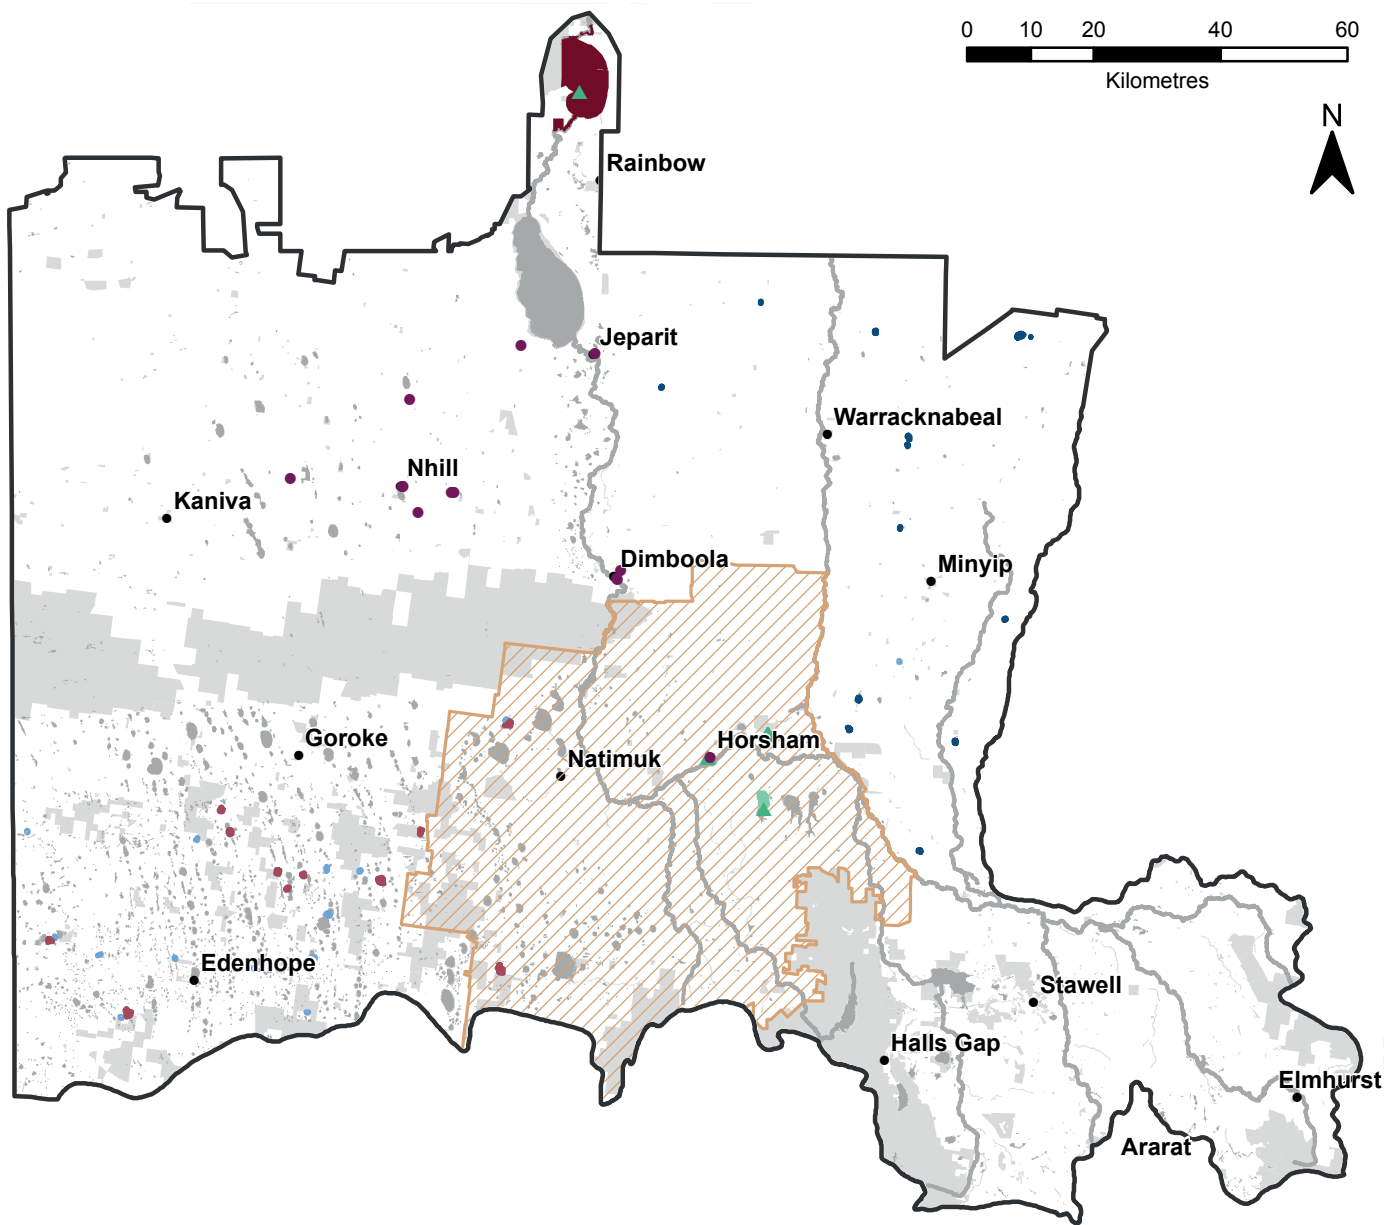 0 10 20 40 60
Kilometres
N
Rainbow
Jeparit
Warracknabeal
Nhill
Kaniva
Dimboola
Minyip
Goroke
Horsham
Natimuk
Edenhope
Stawell
Halls Gap
Elmhurst
Ararat